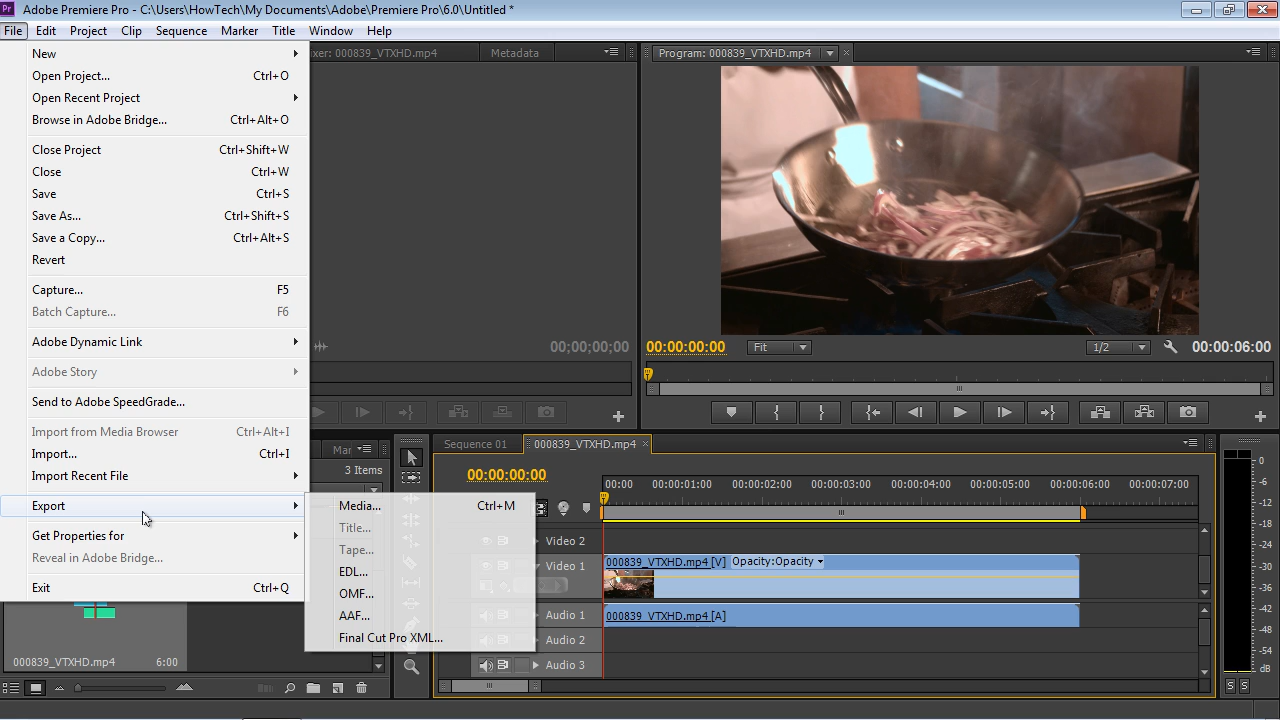 Pr Adobe Premiere Pro - C:\Users\HowTech\My Documents\Adobe\Premiere Pro\6.0\Untitled *
File Edit Project Clip Sequence Marker Title Window Help
New
Open Project... Ctrl+O
Open Recent Project
Browse in Adobe Bridge... Ctrl+Alt+O
Close Project Ctrl+Shift+W
Close Ctrl+W
Save Ctrl+S
Save As... Ctrl+Shift+S
Save a Copy... Ctrl+Alt+S
Revert
Capture... F5
Batch Capture... F6
Adobe Dynamic Link
Adobe Story
Send to Adobe SpeedGrade...
Import from Media Browser Ctrl+Alt+I
Import... Ctrl+I
Import Recent File
Export
Get Properties for
Reveal in Adobe Bridge...
Exit Ctrl+Q
Media... Ctrl+M
Title...
Tape...
EDL...
OMF...
AAF...
Final Cut Pro XML...
ixer: 000839_VTXHD.mp4 Metadata
00;00;00;00
Program: 000839_VTXHD.mp4
00:00:00:00 Fit 1/2 00:00:06:00
Mar
3 Items
000839_VTXHD.mp4 6:00
Sequence 01 000839_VTXHD.mp4
00:00:00:00
00:00 00:00:01:00 00:00:02:00 00:00:03:00 00:00:04:00 00:00:05:00 00:00:06:00 00:00:07:00
Video 2
Video 1 000839_VTXHD.mp4 [V] Opacity:Opacity
Audio 1 000839_VTXHD.mp4 [A]
Audio 2
Audio 3
0
-6
-12
-18
-24
-30
-36
-42
-48
-54
dB
S S